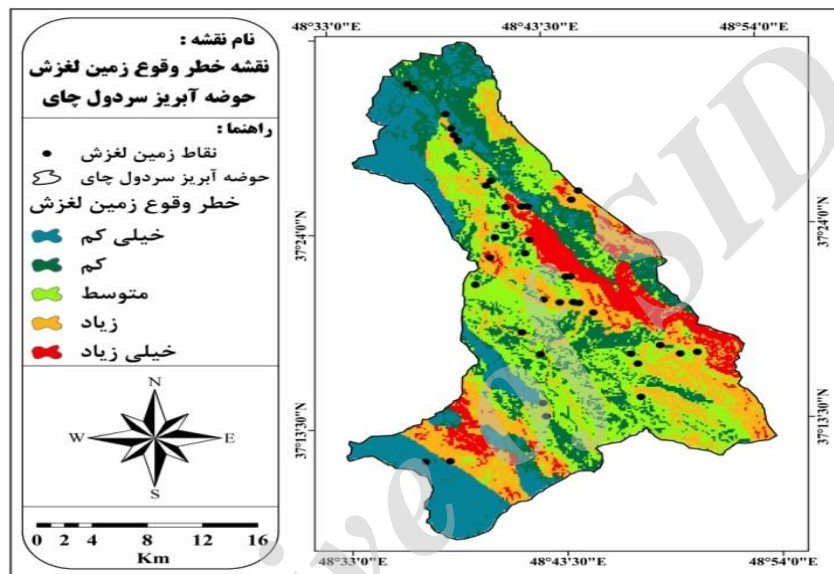 نام نقشه :
نقشه خطر وقوع زمین لغزش
حوضه آبریز سردول چای
راهنما :
نقاط زمین لغزش
حوضه آبریز سردول چای
خطر وقوع زمین لغزش
خیلی کم
کم
متوسط
زیاد
خیلی زیاد
N
W E
S
0 2 4 8 12 16
Km
48°33'0"E 48°43'30"E 48°54'0"E
37°24'0"N 37°24'0"N
37°13'30"N 37°13'30"N
48°33'0"E 48°43'30"E 48°54'0"E
ive of SID